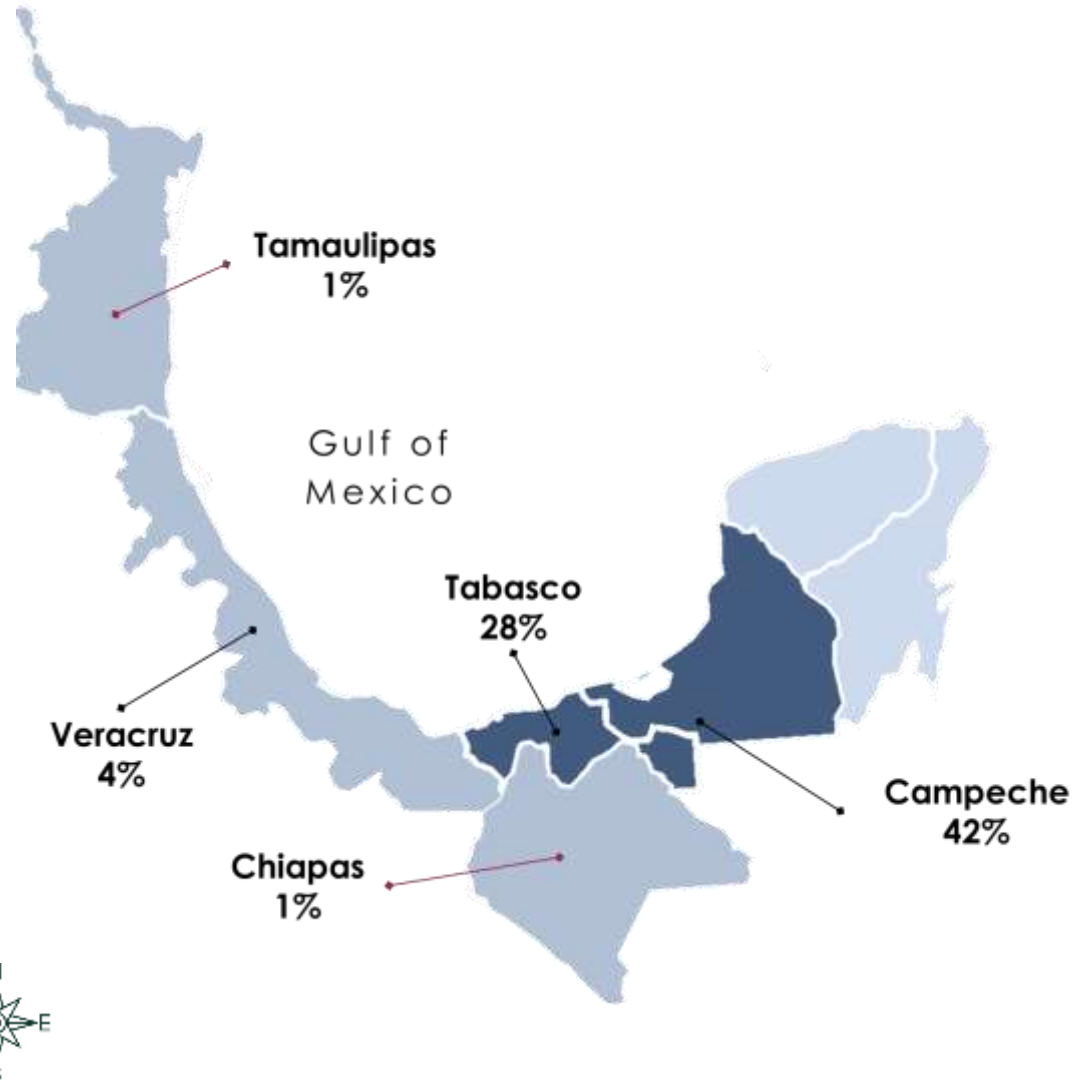 Tamaulipas
1%
Gulf of
Mexico
Tabasco
28%
Veracruz
4%
Campeche
42%
Chiapas
1%
E